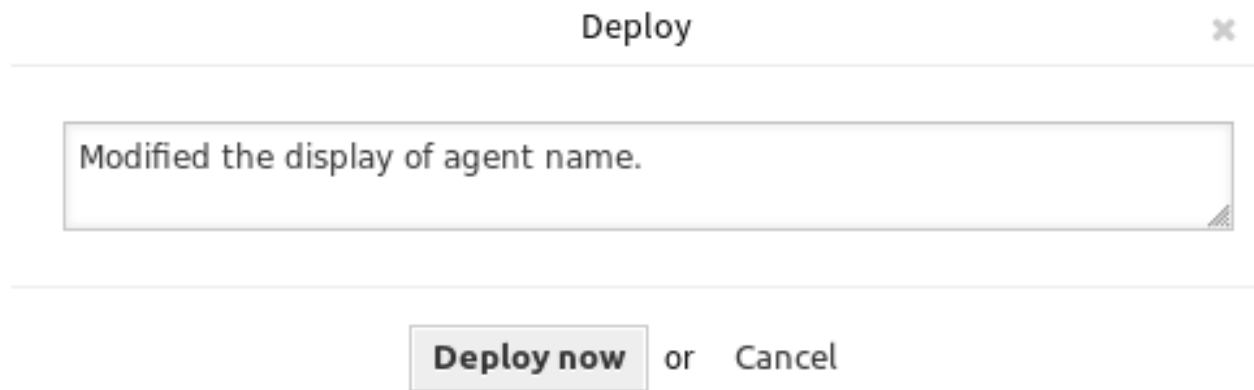 Deploy
Modified the display of agent name.
Deploy now or Cancel